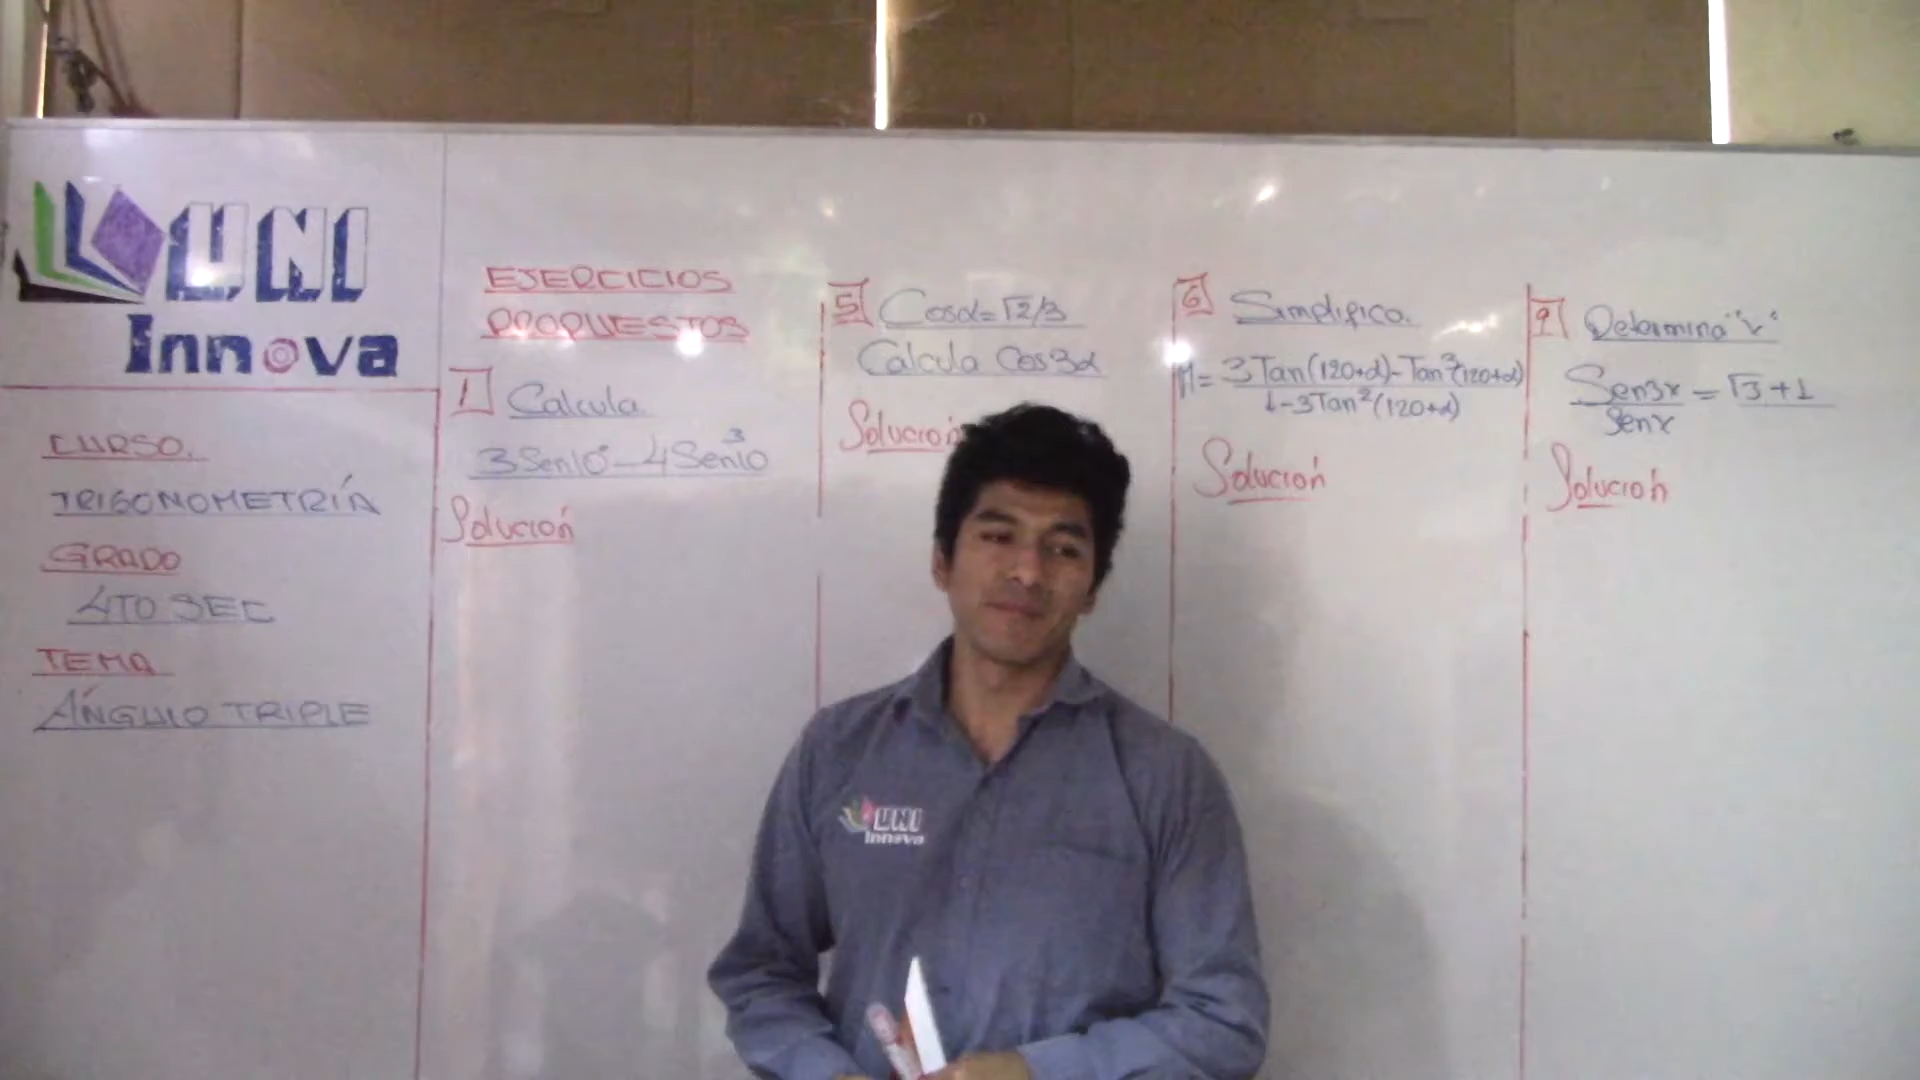 UNI
Innova
CURSO.
TRIGONOMETRÍA
GRADO
4TO SEC
TEMA
ÁNGULO TRIPLE
EJERCICIOS
PROPUESTOS
1 Calcula
3Sen10° - 4Sen³10
Solución
5 Cosα = √2/3
Calcula Cos3α
Solución
6 Simplifica.
M = 3Tan(120+α) - Tan³(120+α)
1 - 3Tan²(120+α)
Solución
9 Determina "x"
Sen3x = √3 + 1
Senx
Solución
UNI
Innova